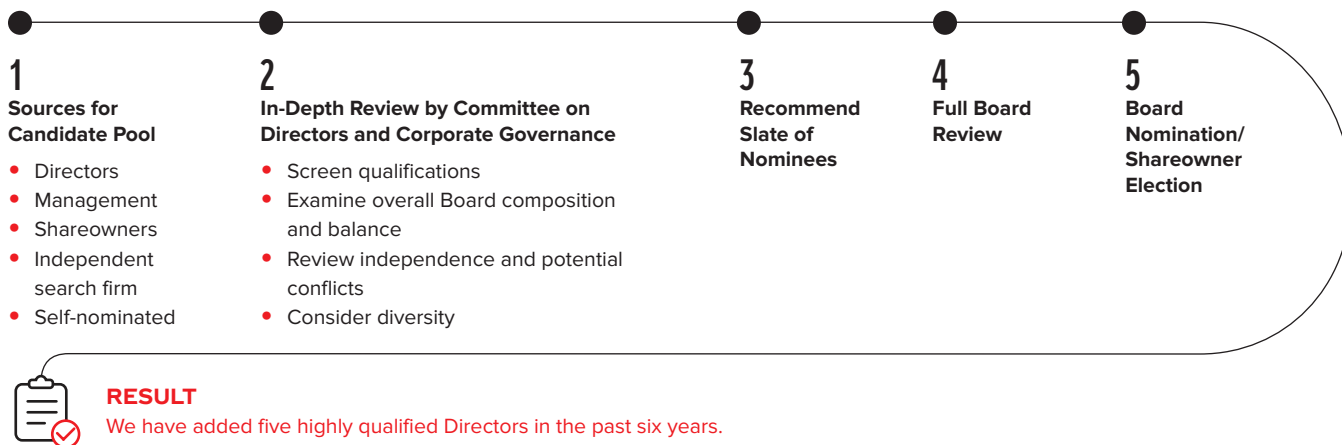 1
Sources for
Candidate Pool
• Directors
• Management
• Shareowners
• Independent
search firm
• Self-nominated
2
In-Depth Review by Committee on
Directors and Corporate Governance
• Screen qualifications
• Examine overall Board composition
and balance
• Review independence and potential
conflicts
• Consider diversity
3
Recommend
Slate of
Nominees
4
Full Board
Review
5
Board
Nomination/
Shareowner
Election
RESULT
We have added five highly qualified Directors in the past six years.